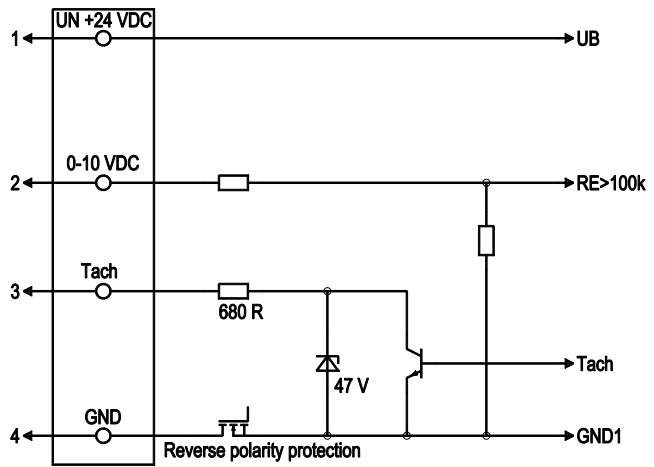 UN +24 VDC
1 UB
0-10 VDC
2 RE>100k
Tach
3
680 R
47 V
Tach
GND
4 GND1
Reverse polarity protection